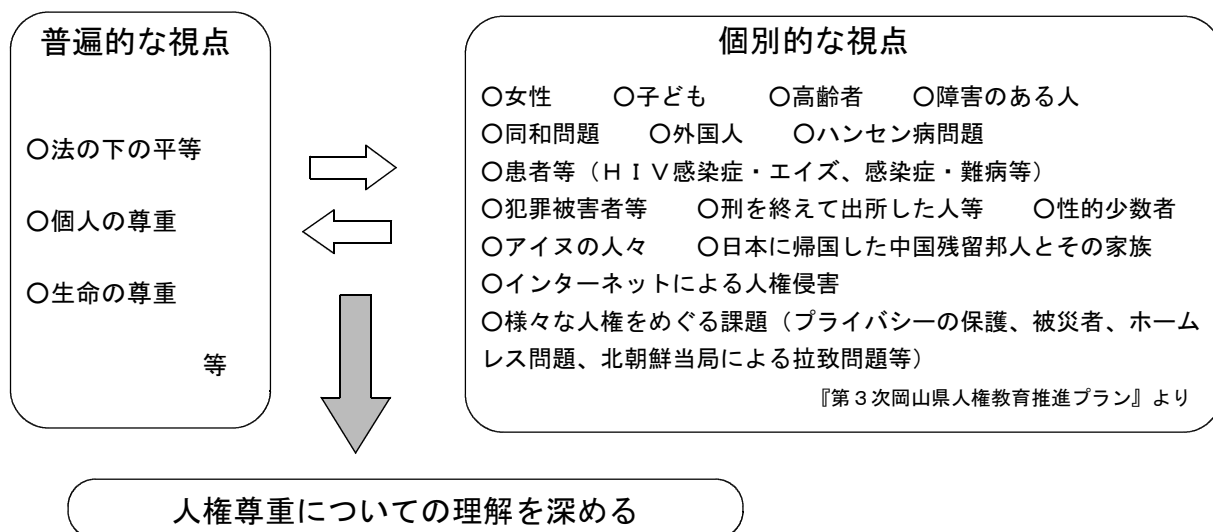 普遍的な視点
○法の下の平等
○個人の尊重
○生命の尊重
等
個別的な視点
○女性　○子ども　○高齢者　○障害のある人
○同和問題　○外国人　○ハンセン病問題
○患者等（ＨＩＶ感染症・エイズ、感染症・難病等）
○犯罪被害者等　○刑を終えて出所した人等　○性的少数者
○アイヌの人々　○日本に帰国した中国残留邦人とその家族
○インターネットによる人権侵害
○様々な人権をめぐる課題（プライバシーの保護、被災者、ホーム
レス問題、北朝鮮当局による拉致問題等）
『第３次岡山県人権教育推進プラン』より
人権尊重についての理解を深める